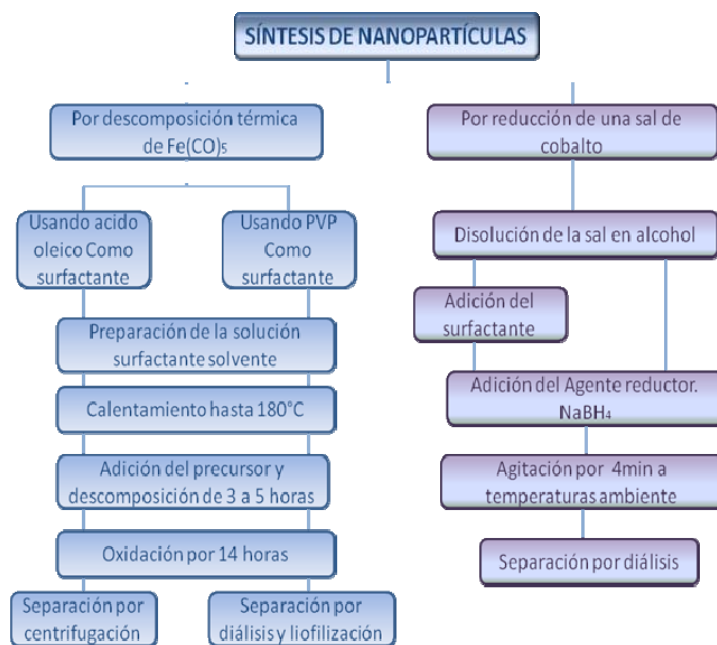 SÍNTESIS DE NANOPARTÍCULAS
Por descomposición térmica
de Fe(CO)₅
Por reducción de una sal de
cobalto
Usando acido
oleico Como
surfactante
Usando PVP
Como
surfactante
Disolución de la sal en alcohol
Adición del
surfactante
Preparación de la solución
surfactante solvente
Adición del Agente reductor.
NaBH₄
Calentamiento hasta 180°C
Adición del precursor y
descomposición de 3 a 5 horas
Agitación por 4min a
temperaturas ambiente
Oxidación por 14 horas
Separación por diálisis
Separación por
centrifugación
Separación por
diálisis y liofilización